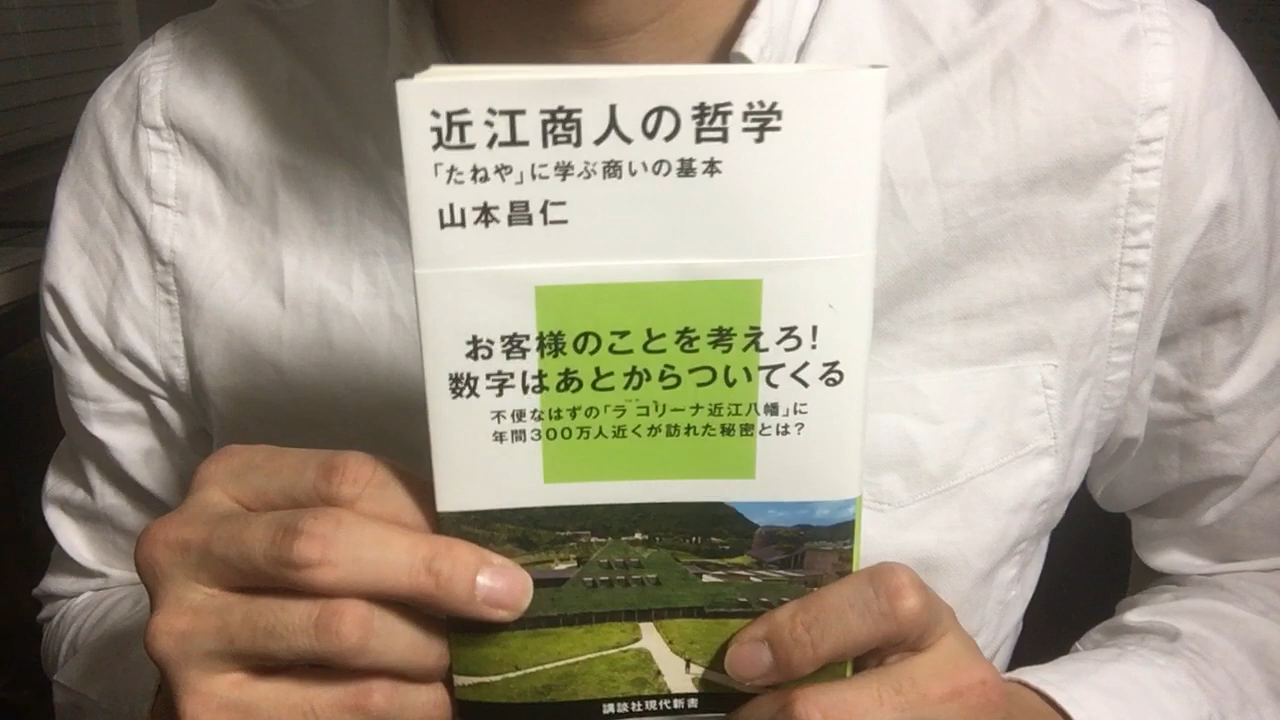 近江商人の哲学
「たねや」に学ぶ商いの基本
山本昌仁
お客様のことを考えろ!
数字はあとからついてくる
不便なはずの「ラ コリーナ近江八幡」に
年間300万人近くが訪れた秘密とは?
講談社現代新書